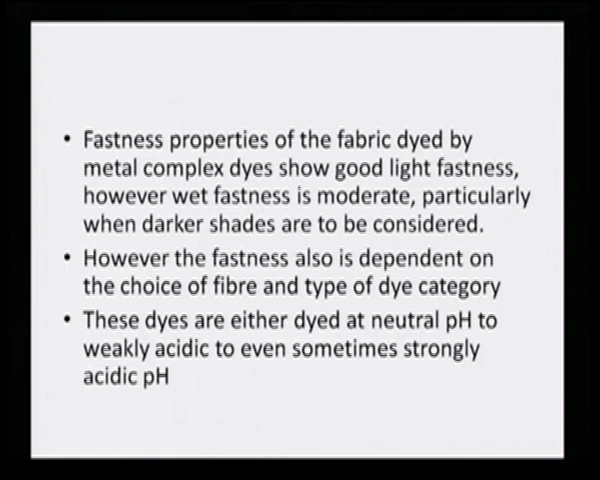 • Fastness properties of the fabric dyed by
metal complex dyes show good light fastness,
however wet fastness is moderate, particularly
when darker shades are to be considered.
• However the fastness also is dependent on
the choice of fibre and type of dye category
• These dyes are either dyed at neutral pH to
weakly acidic to even sometimes strongly
acidic pH